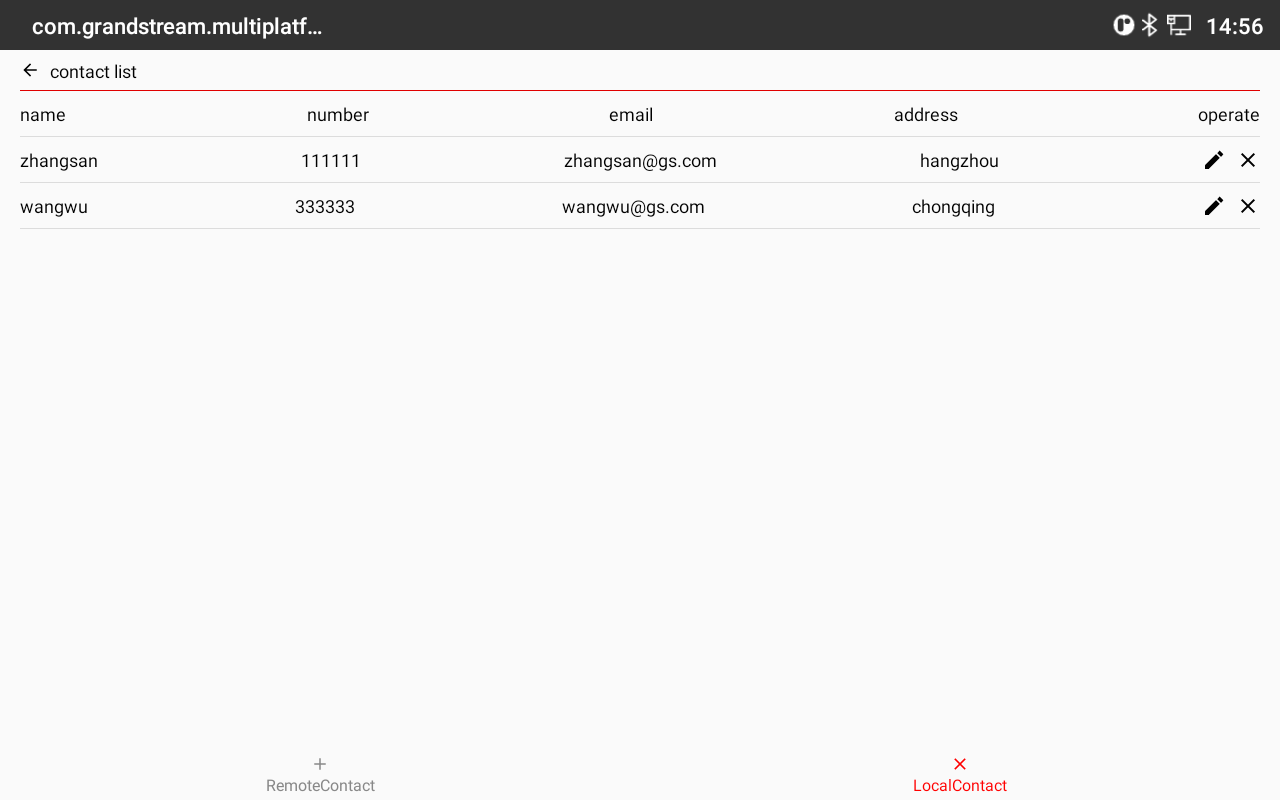 com.grandstream.multiplatf... 14:56
contact list
name number email address operate
zhangsan 111111 zhangsan@gs.com hangzhou
wangwu 333333 wangwu@gs.com chongqing
RemoteContact LocalContact